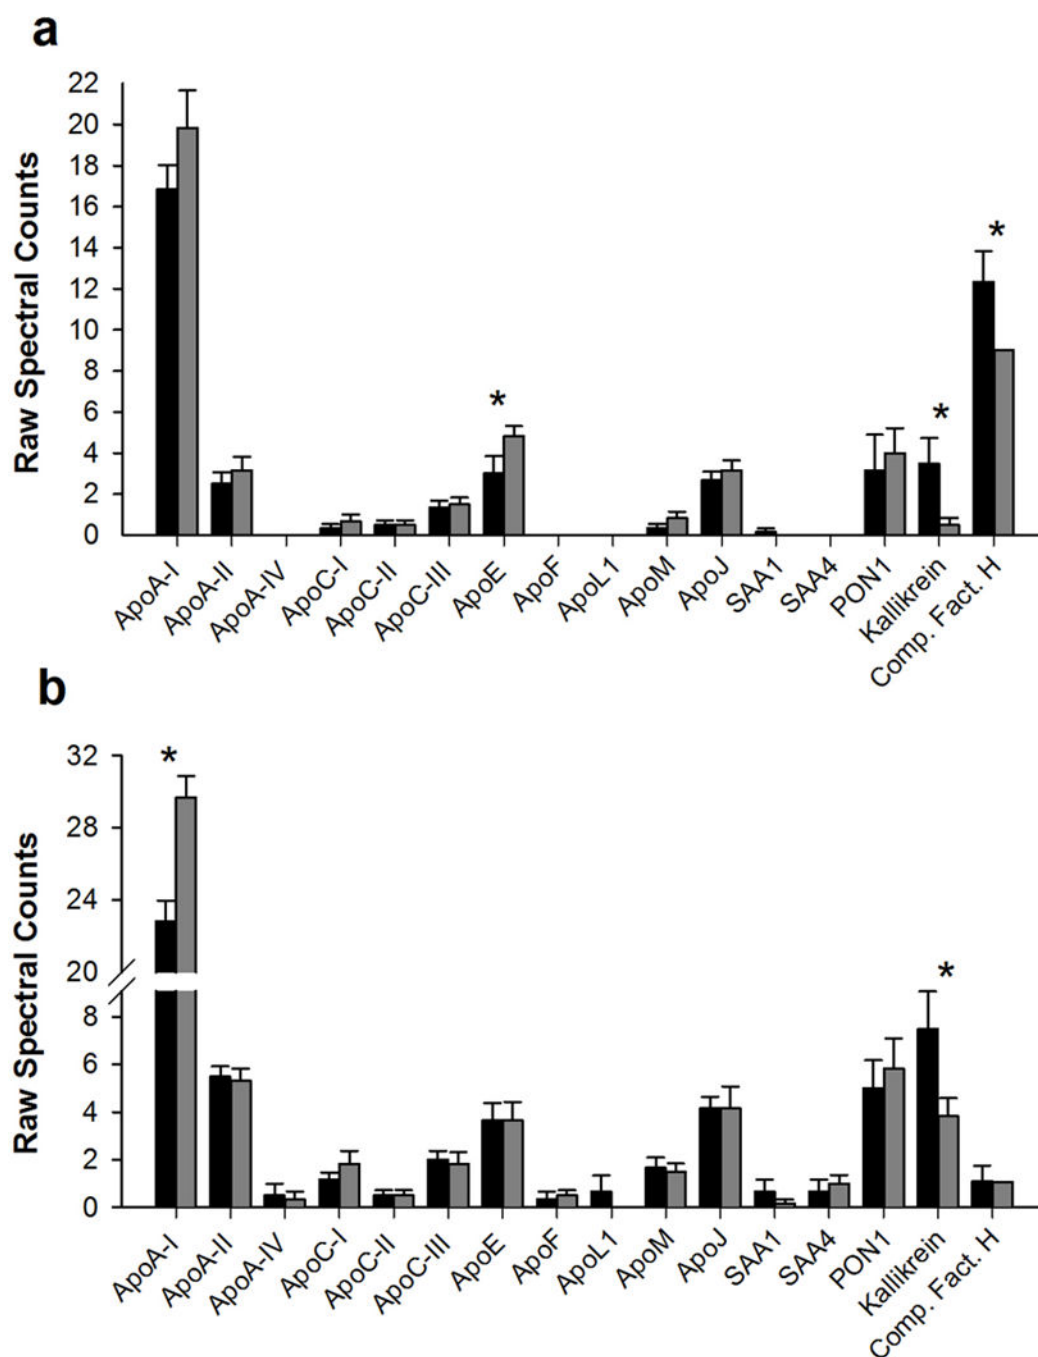 a
Raw Spectral Counts
22
20
18
16
14
12
10
8
6
4
2
0
*
*
*
ApoA-I
ApoA-II
ApoA-IV
ApoC-I
ApoC-II
ApoC-III
ApoE
ApoF
ApoL1
ApoM
ApoJ
SAA1
SAA4
PON1
Kallikrein
Comp. Fact. H
b
Raw Spectral Counts
32
28
24
20
8
6
4
2
0
*
*
ApoA-I
ApoA-II
ApoA-IV
ApoC-I
ApoC-II
ApoC-III
ApoE
ApoF
ApoL1
ApoM
ApoJ
SAA1
SAA4
PON1
Kallikrein
Comp. Fact. H